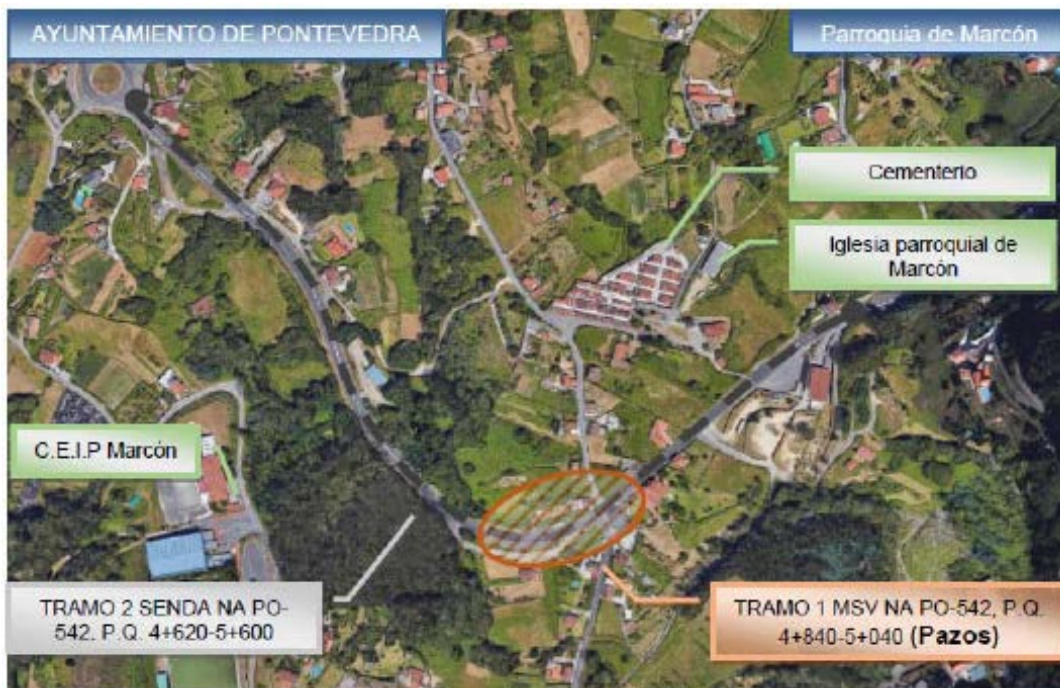 AYUNTAMIENTO DE PONTEVEDRA
Parroquia de Marcón
Cementerio
Iglesia parroquial de
Marcón
C.E.I.P Marcón
TRAMO 2 SENDA NA PO-
542. P.Q. 4+620-5+600
TRAMO 1 MSV NA PO-542, P.Q.
4+840-5+040 (Pazos)